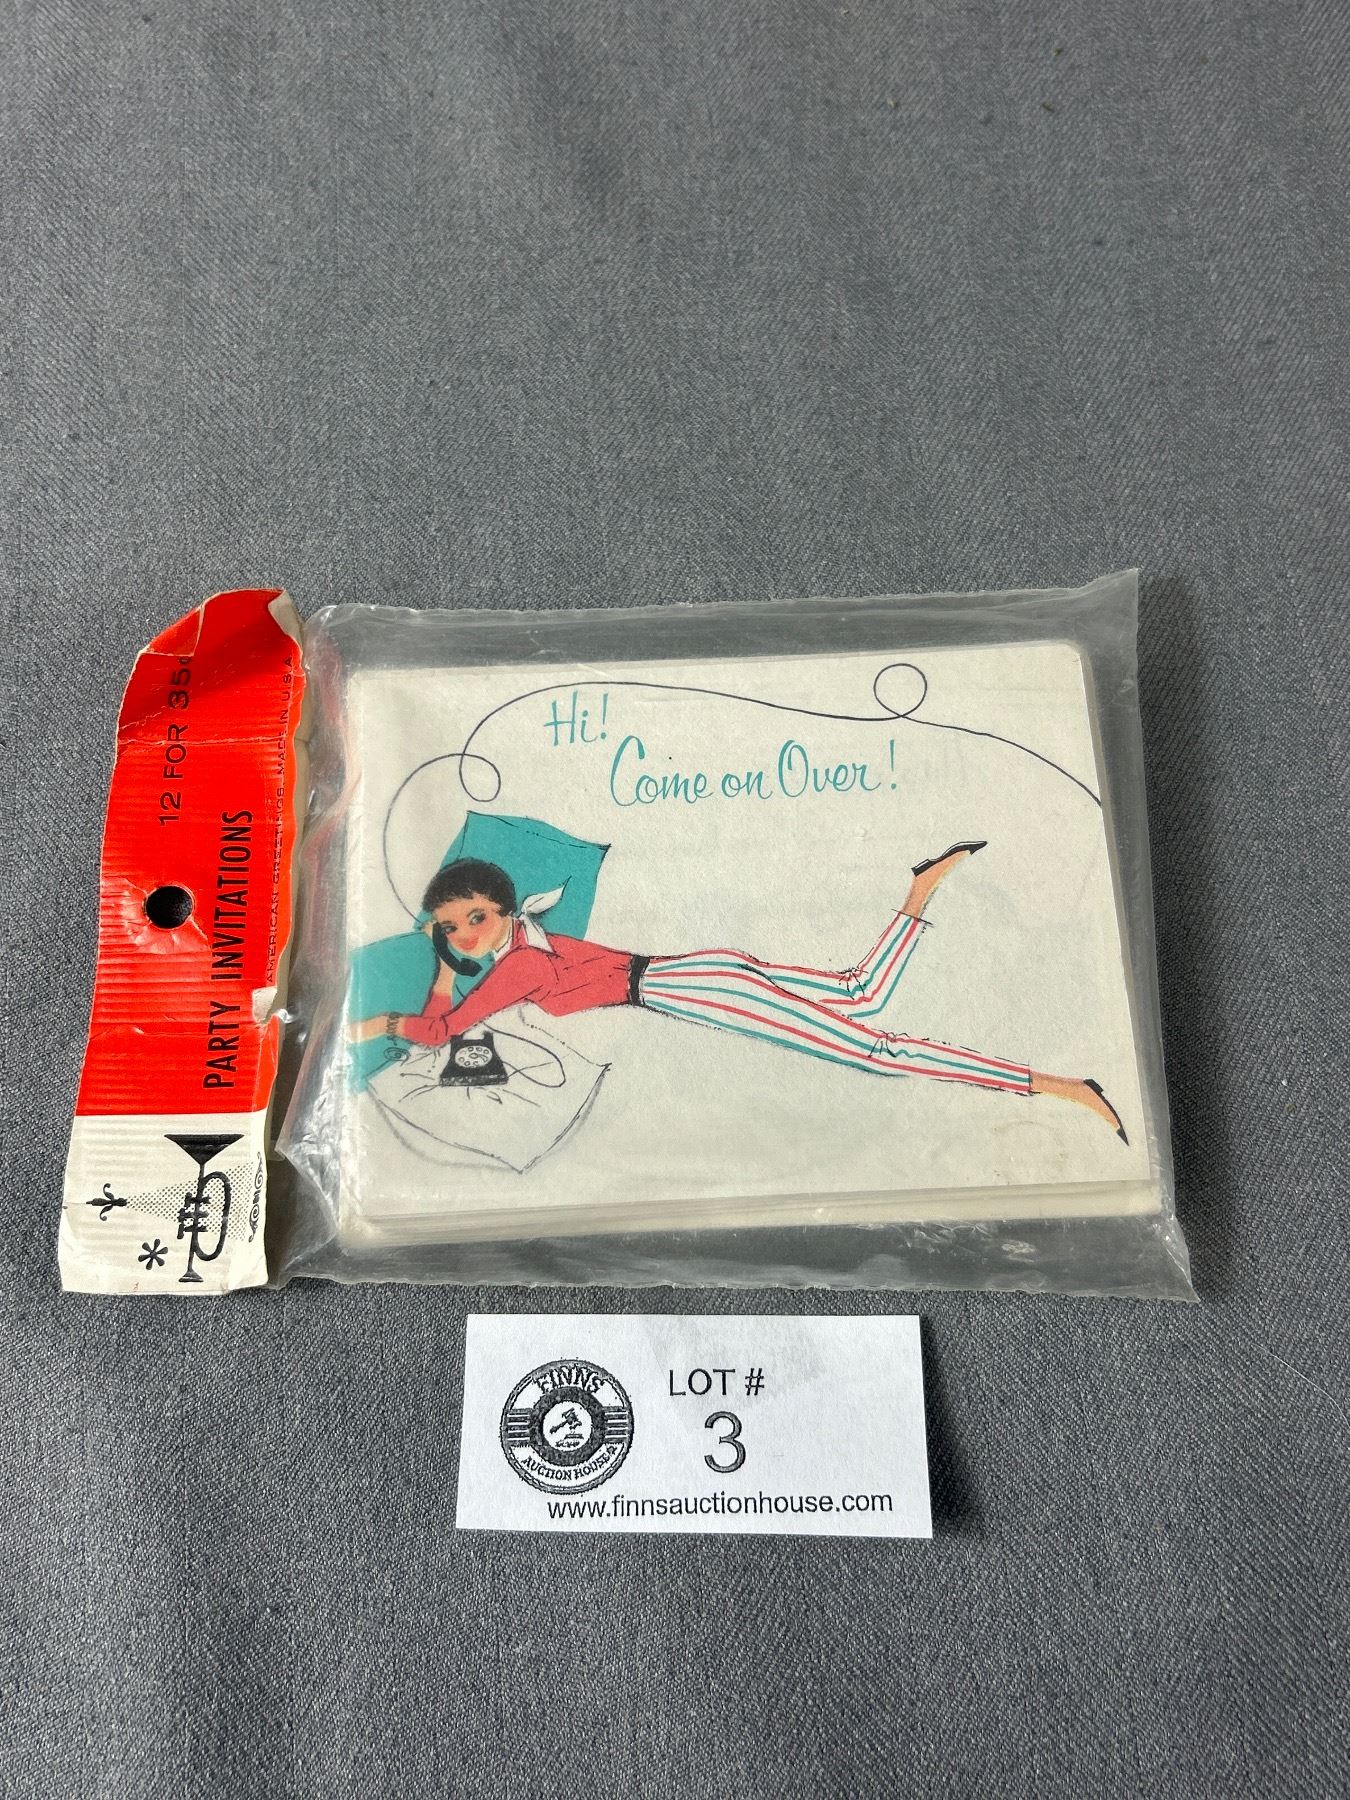 12 FOR 35¢
PARTY INVITATIONS
AMERICAN GREETINGS, MADE IN U.S.A.
Hi!
Come on Over!
FINNS
AUCTION HOUSE
LOT #
3
www.finnsauctionhouse.com